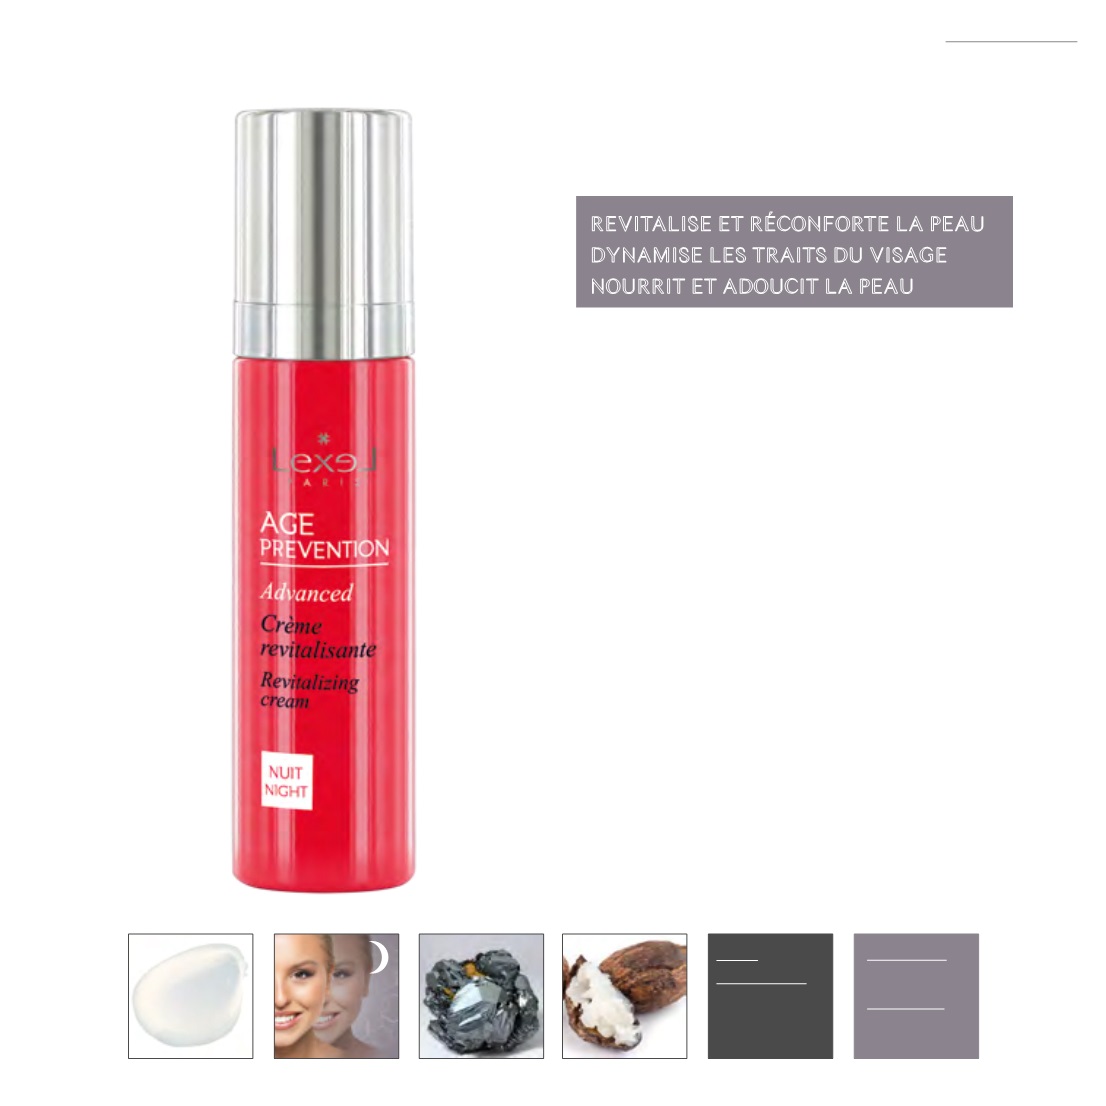 REVITALISE ET RÉCONFORTE LA PEAU
DYNAMISE LES TRAITS DU VISAGE
NOURRIT ET ADOUCIT LA PEAU
Lexel
PARIS
AGE
PREVENTION
Advanced
Crème
revitalisante
Revitalizing
cream
NUIT
NIGHT